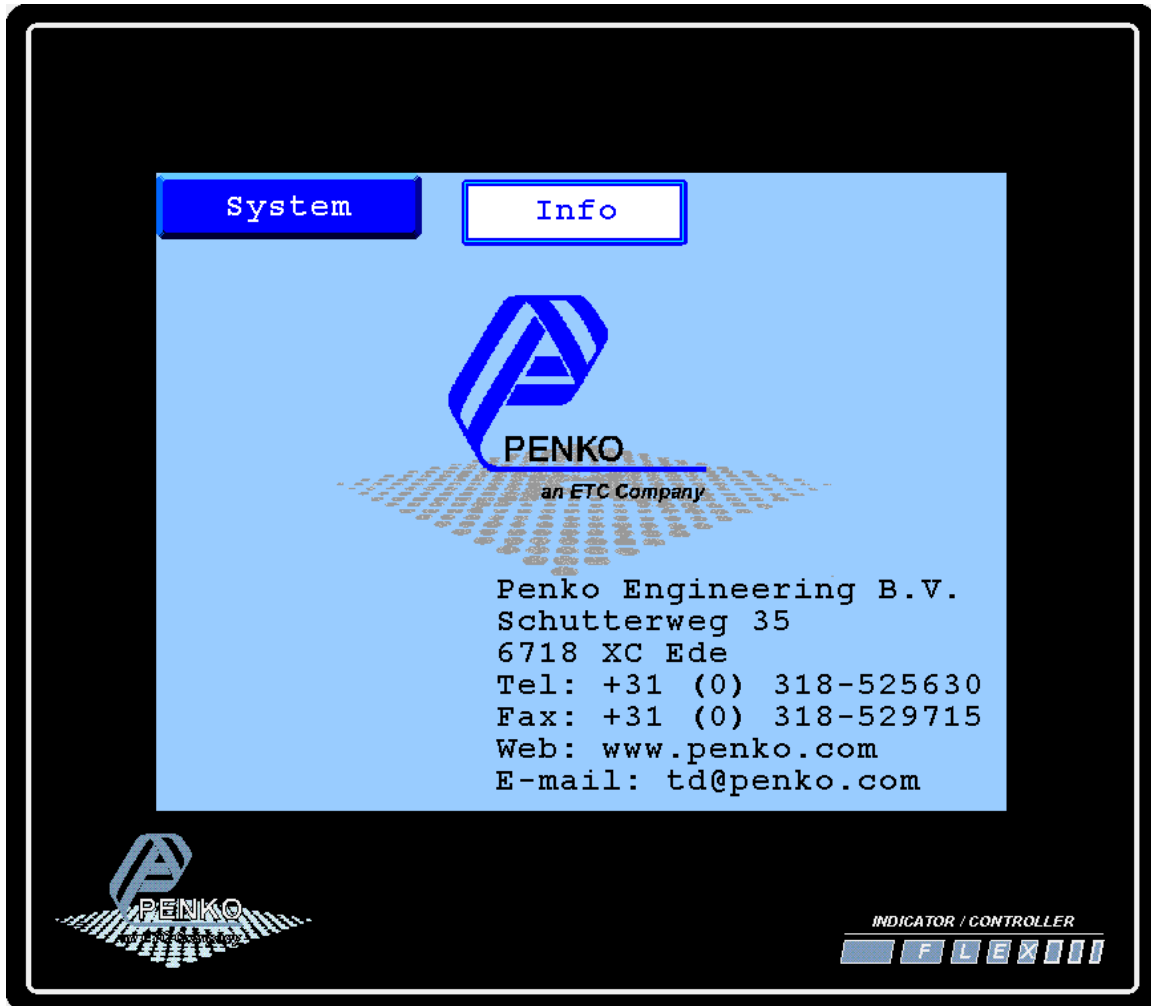 System
Info
PENKO
an ETC Company
Penko Engineering B.V.
Schutterweg 35
6718 XC Ede
Tel: +31 (0) 318-525630
Fax: +31 (0) 318-529715
Web: www.penko.com
E-mail: td@penko.com
PENKO
INDICATOR / CONTROLLER
FLEX